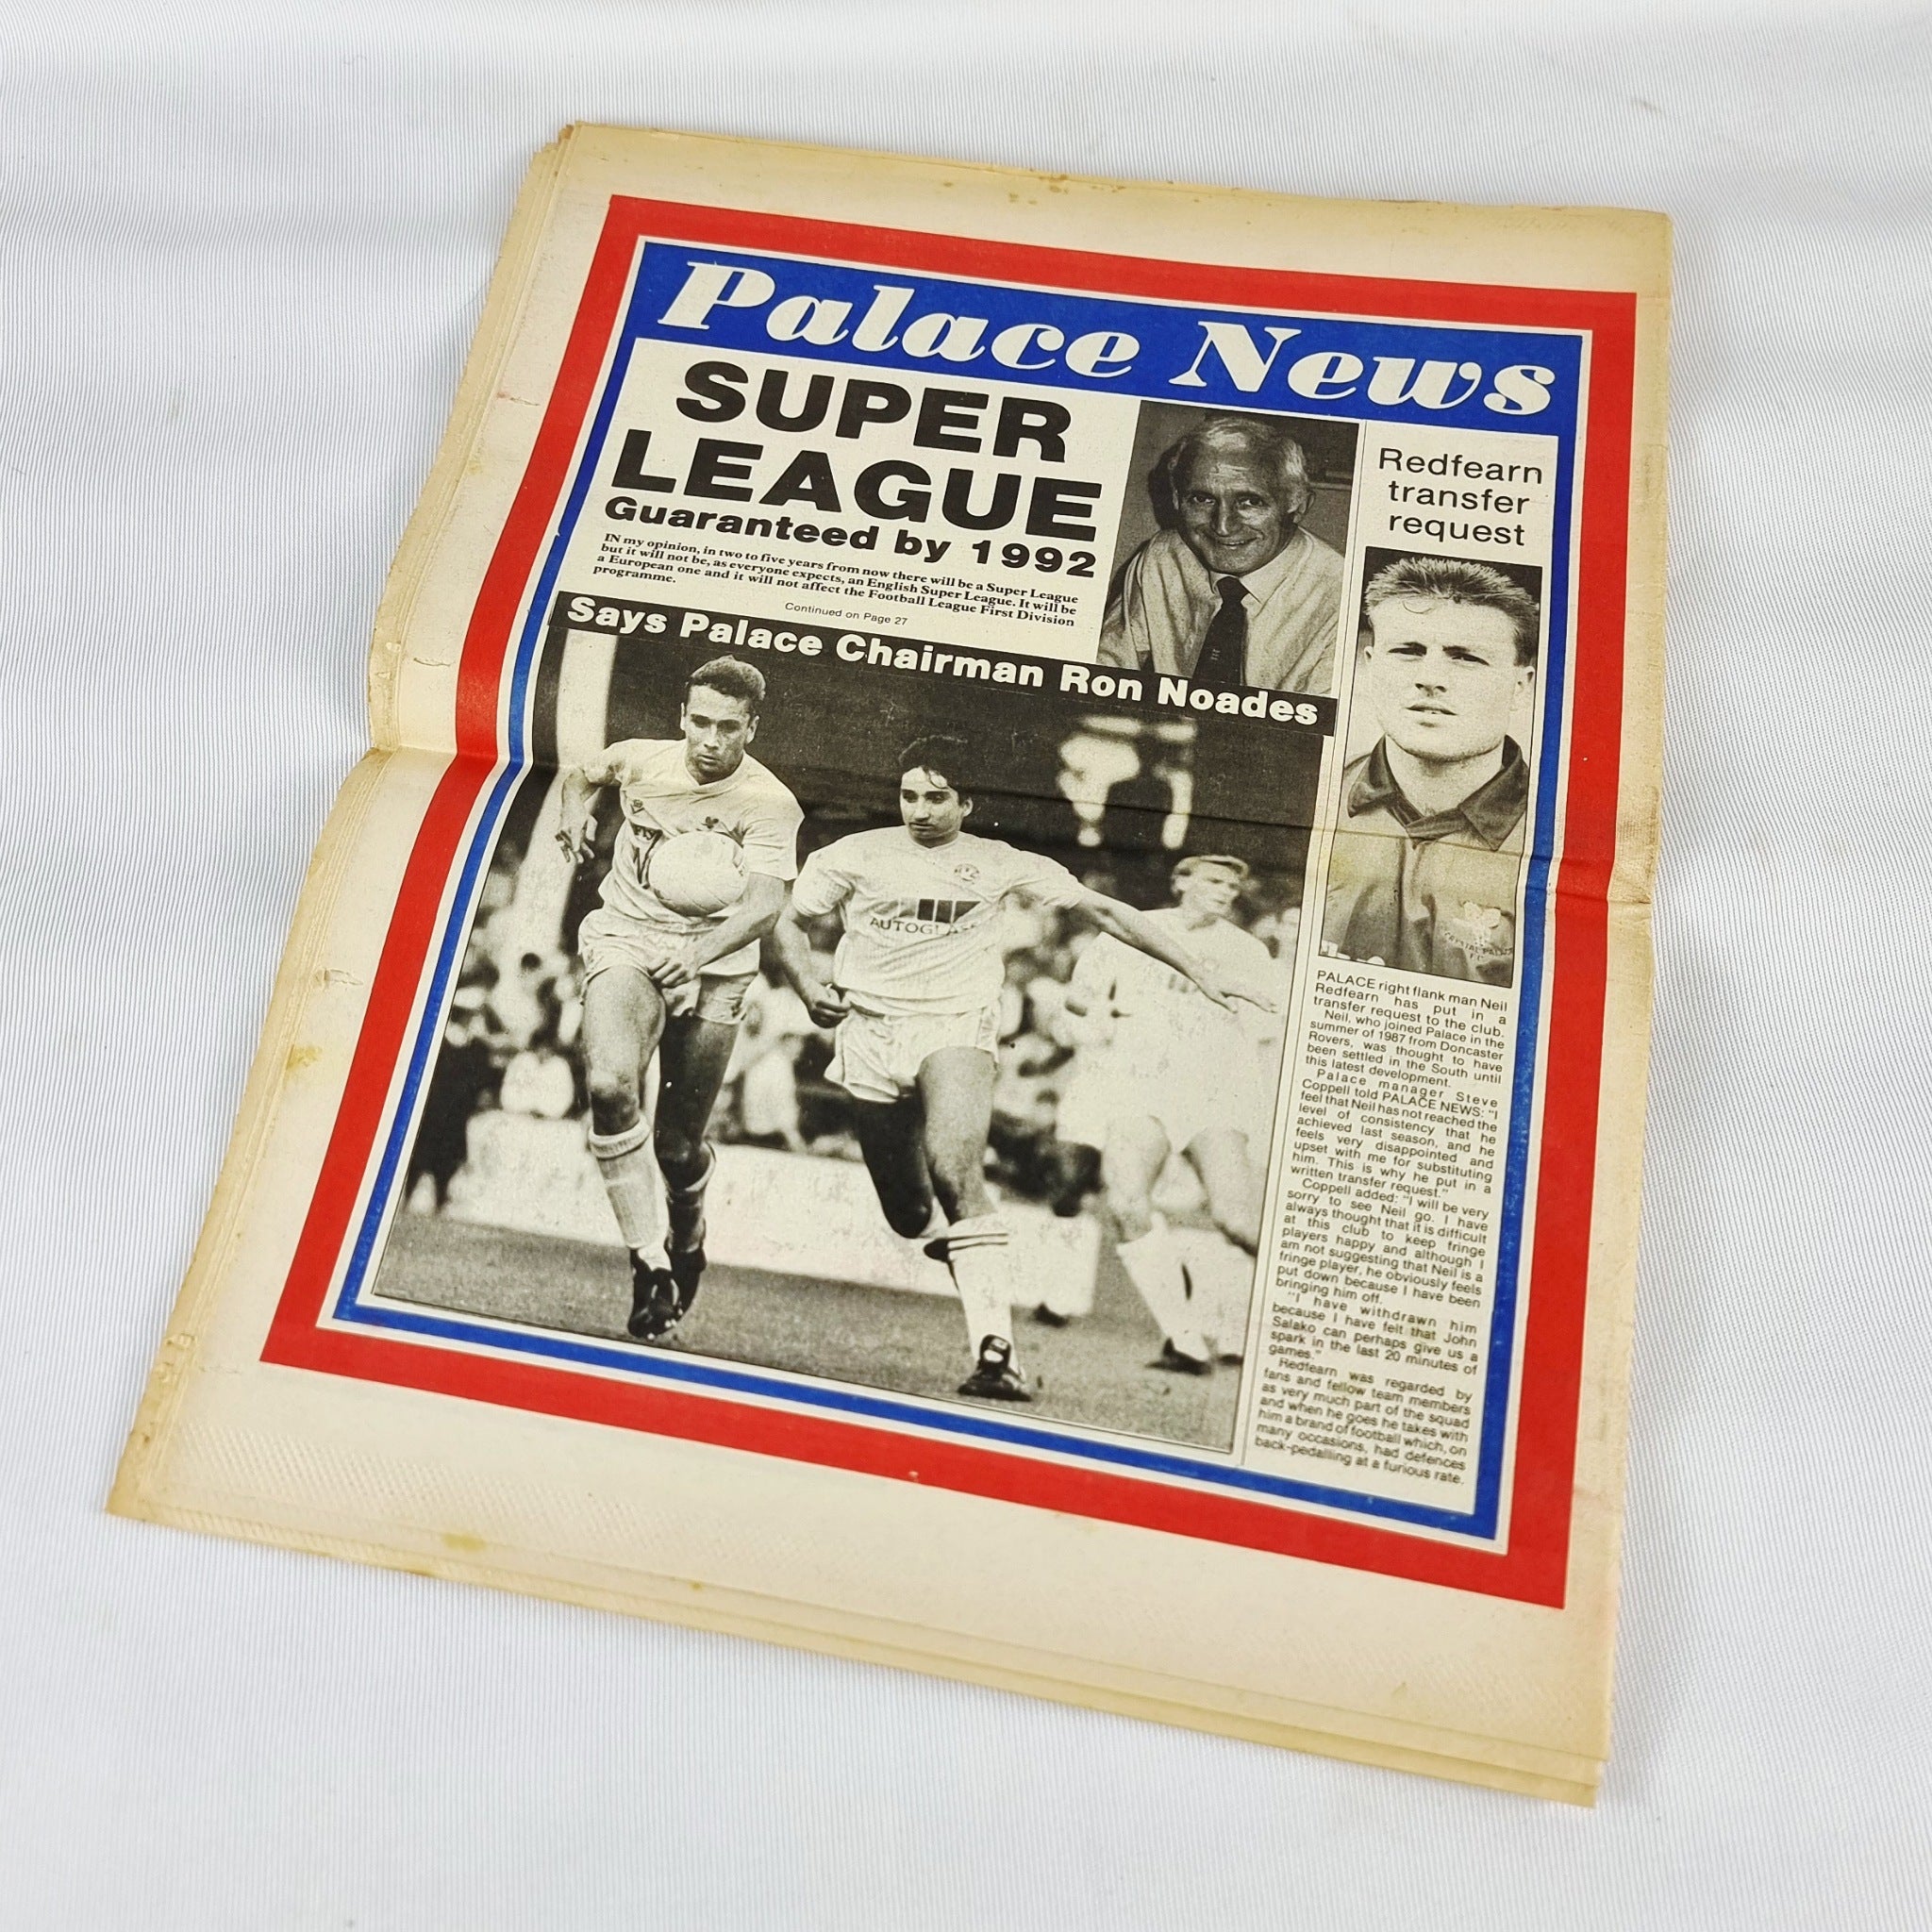 Palace News
SUPER
LEAGUE
Guaranteed by 1992
IN my opinion, in two to five years from now there will be a Super League
but it will not be, as everyone expects, an English Super League. It will be
a European one and it will not affect the Football League First Division
programme.
Continued on Page 27
Says Palace Chairman Ron Noades
AUTOGLASS
Redfearn
transfer
request
CRYSTAL PALACE
F.C.
PALACE right flank man Neil
Redfearn has put in a
transfer request to the club.
Neil, who joined Palace in the
summer of 1987 from Doncaster
Rovers, was thought to have
been settled in the South until
this latest development.
Palace manager Steve
Coppell told PALACE NEWS: "I
feel that Neil has not reached the
level of consistency that he
achieved last season, and he
feels very disappointed and
upset with me for substituting
him. This is why he put in a
written transfer request."
Coppell added: "I will be very
sorry to see Neil go. I have
always thought that it is difficult
at this club to keep fringe
players happy and although I
am not suggesting that Neil is a
fringe player, he obviously feels
put down because I have been
bringing him off.
"I have withdrawn him
because I have felt that John
Salako can perhaps give us a
spark in the last 20 minutes of
games."
Redfearn was regarded by
fans and fellow team members
as very much part of the squad
and when he goes he takes with
him a brand of football which, on
many occasions, had defences
back-pedalling at a furious rate.